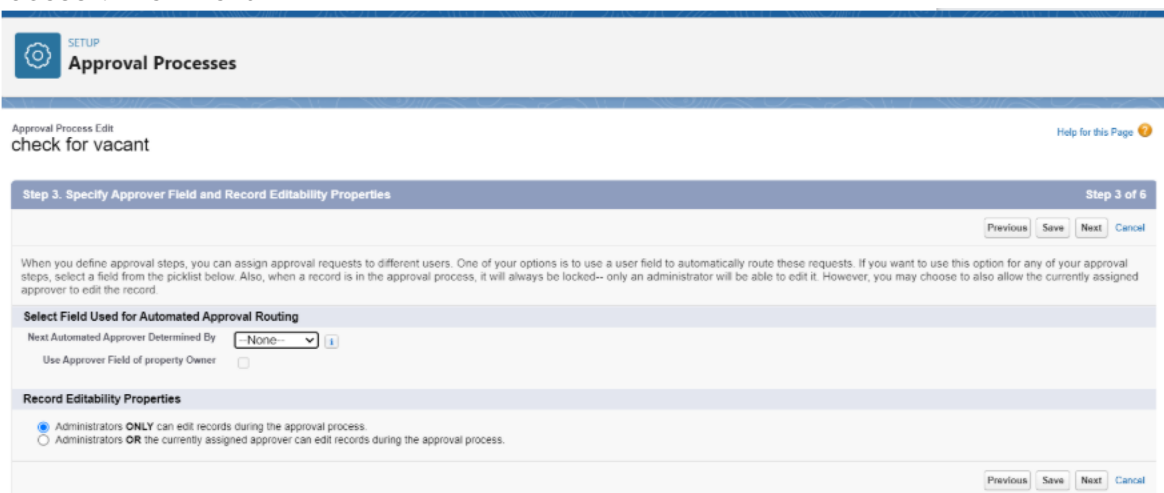 SETUP
Approval Processes
Approval Process Edit
check for vacant
Help for this Page
Step 3. Specify Approver Field and Record Editability Properties
Step 3 of 6
Previous Save Next Cancel
When you define approval steps, you can assign approval requests to different users. One of your options is to use a user field to automatically route these requests. If you want to use this option for any of your approval
steps, select a field from the picklist below. Also, when a record is in the approval process, it will always be locked-- only an administrator will be able to edit it. However, you may choose to also allow the currently assigned
approver to edit the record.
Select Field Used for Automated Approval Routing
Next Automated Approver Determined By --None--
Use Approver Field of property Owner
Record Editability Properties
Administrators ONLY can edit records during the approval process.
Administrators OR the currently assigned approver can edit records during the approval process.
Previous Save Next Cancel